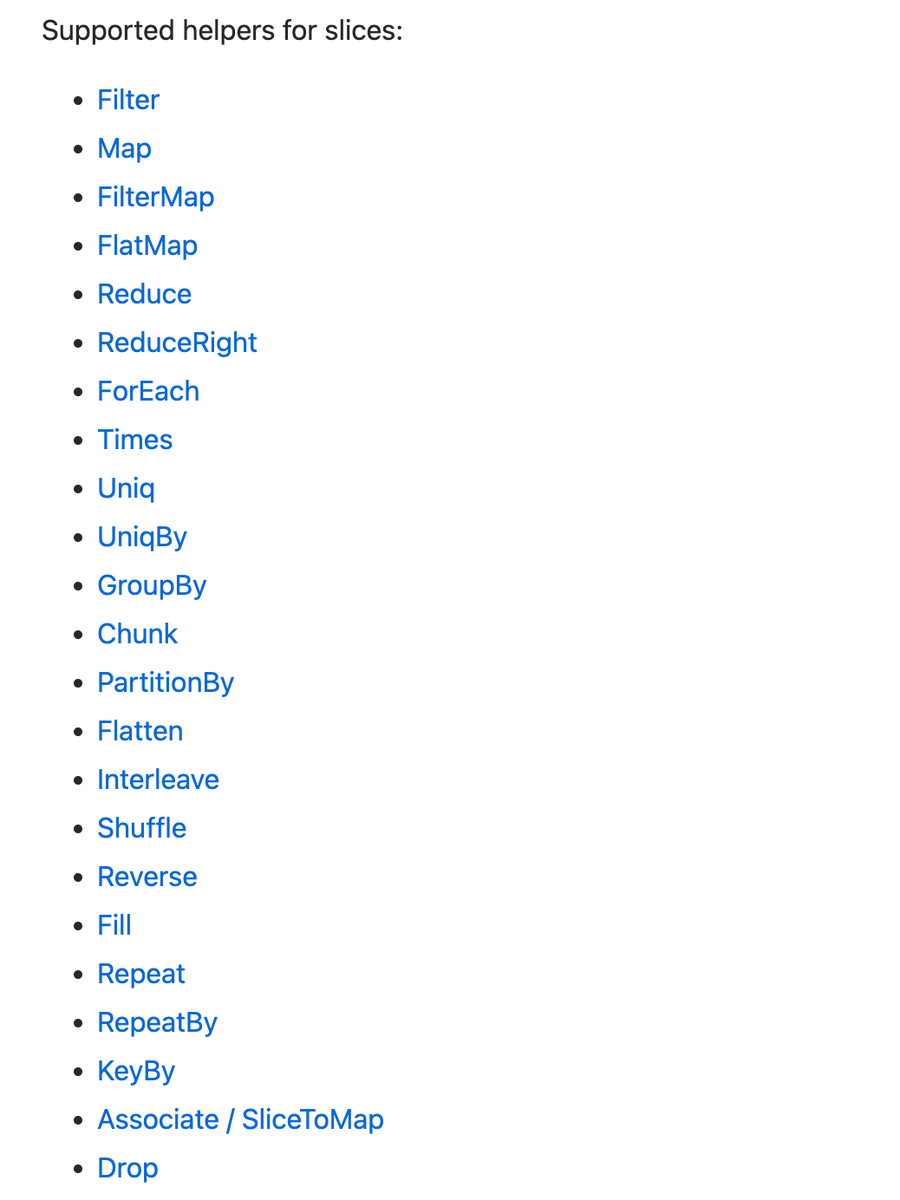 Supported helpers for slices:
Filter
Map
FilterMap
FlatMap
Reduce
ReduceRight
ForEach
Times
Uniq
UniqBy
GroupBy
Chunk
PartitionBy
Flatten
Interleave
Shuffle
Reverse
Fill
Repeat
RepeatBy
KeyBy
Associate / SliceToMap
Drop